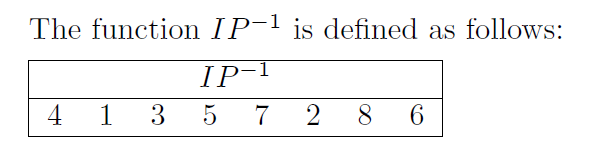 The function IP⁻¹ is defined as follows:
IP⁻¹
4 1 3 5 7 2 8 6